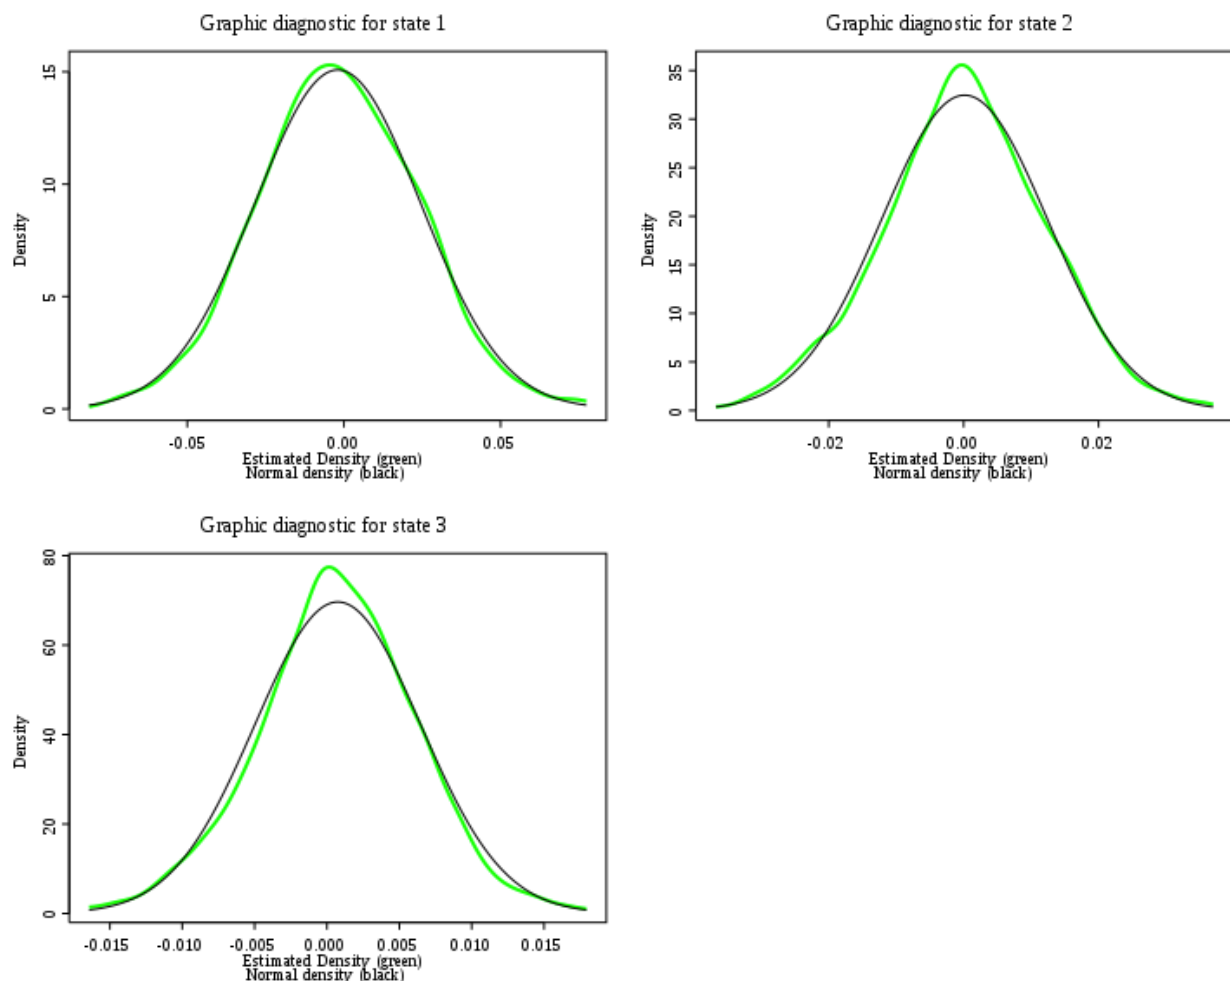 Graphic diagnostic for state 1
Density
15
10
5
0
-0.05 0.00 0.05
Estimated Density (green)
Normal density (black)
Graphic diagnostic for state 2
Density
35
30
25
20
15
10
5
0
-0.02 0.00 0.02
Estimated Density (green)
Normal density (black)
Graphic diagnostic for state 3
Density
80
60
40
20
0
-0.015 -0.010 -0.005 0.000 0.005 0.010 0.015
Estimated Density (green)
Normal density (black)